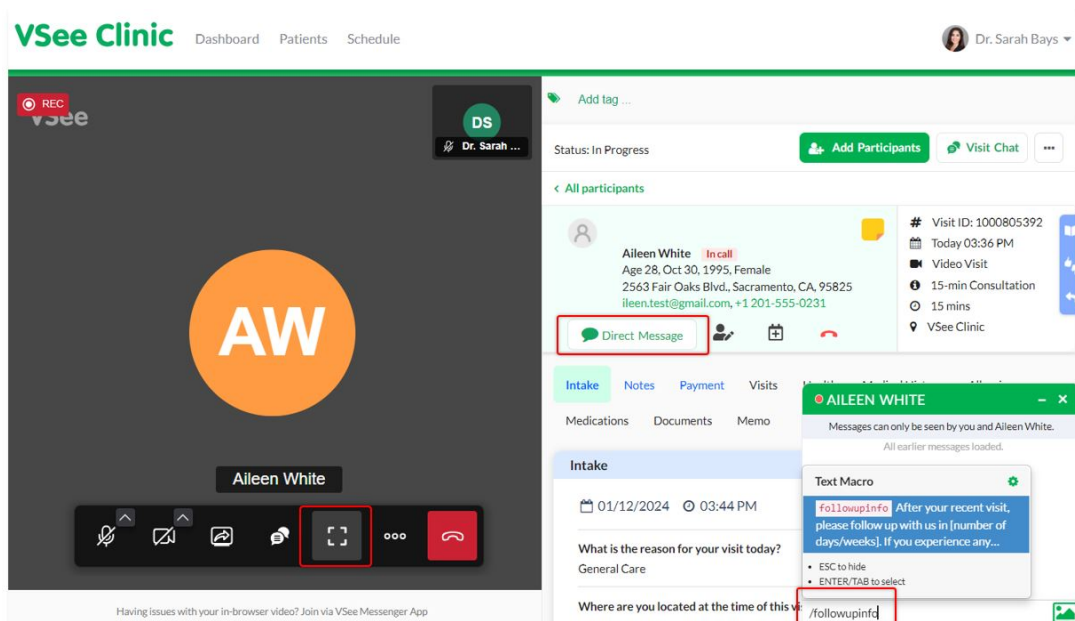 VSee Clinic Dashboard Patients Schedule Dr. Sarah Bays
REC
VSee
DS
Dr. Sarah ...
AW
Aileen White
Having issues with your in-browser video? Join via VSee Messenger App
Add tag ...
Status: In Progress Add Participants Visit Chat
All participants
Aileen White In call
Age 28, Oct 30, 1995, Female
2563 Fair Oaks Blvd., Sacramento, CA, 95825
ileen.test@gmail.com, +1 201-555-0231
Direct Message
# Visit ID: 1000805392
Today 03:36 PM
Video Visit
15-min Consultation
15 mins
VSee Clinic
Intake Notes Payment Visits
Medications Documents Memo
Intake
01/12/2024 03:44 PM
What is the reason for your visit today?
General Care
Where are you located at the time of this
AILEEN WHITE
Messages can only be seen by you and Aileen White.
All earlier messages loaded.
Text Macro
followupinfo After your recent visit,
please follow up with us in [number of
days/weeks]. If you experience any...
• ESC to hide
• ENTER/TAB to select
/followupinfo